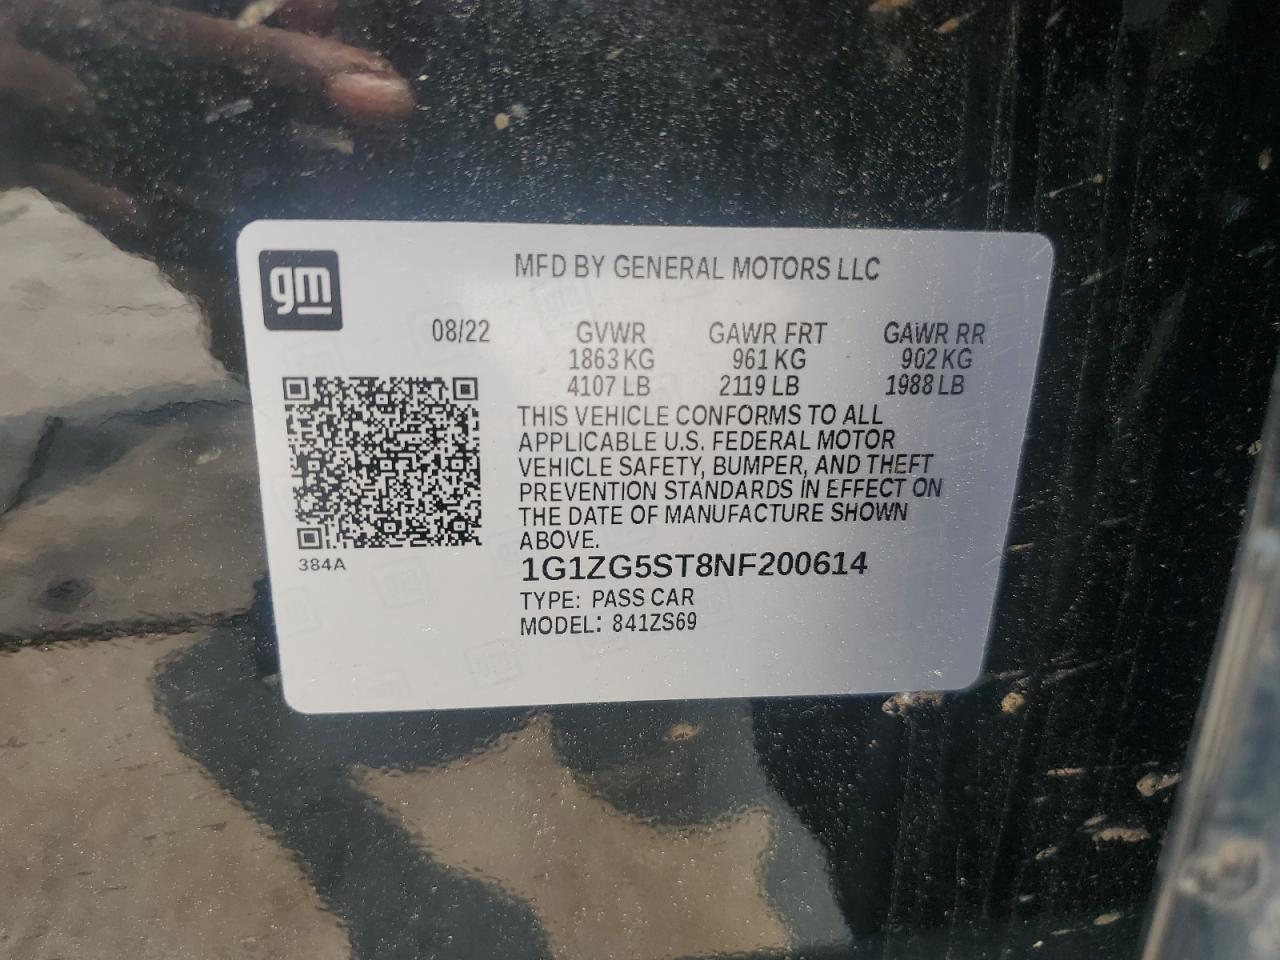 gm
MFD BY GENERAL MOTORS LLC
08/22 GVWR GAWR FRT GAWR RR
1863 KG 961 KG 902 KG
4107 LB 2119 LB 1988 LB
THIS VEHICLE CONFORMS TO ALL
APPLICABLE U.S. FEDERAL MOTOR
VEHICLE SAFETY, BUMPER, AND THEFT
PREVENTION STANDARDS IN EFFECT ON
THE DATE OF MANUFACTURE SHOWN
ABOVE.
384A
1G1ZG5ST8NF200614
TYPE: PASS CAR
MODEL: 841ZS69